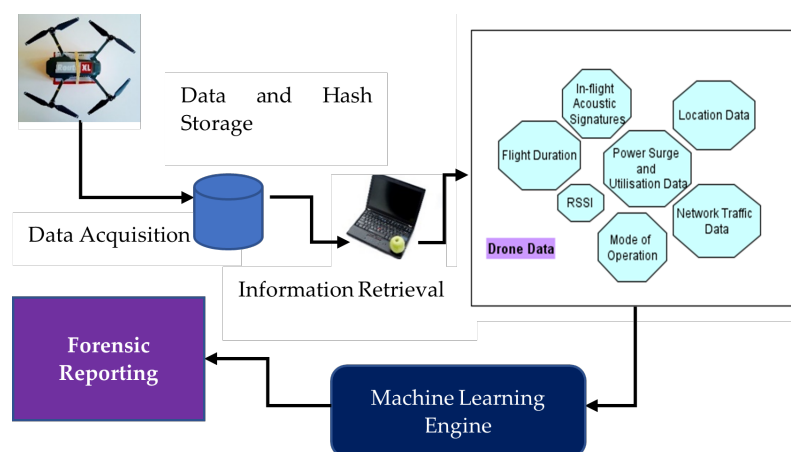 XL
Data and Hash
Storage
Data Acquisition
Information Retrieval
In-flight
Acoustic
Signatures
Location Data
Flight Duration
Power Surge
and
Utilisation Data
RSSI
Network Traffic
Data
Mode of
Operation
Drone Data
Forensic
Reporting
Machine Learning
Engine